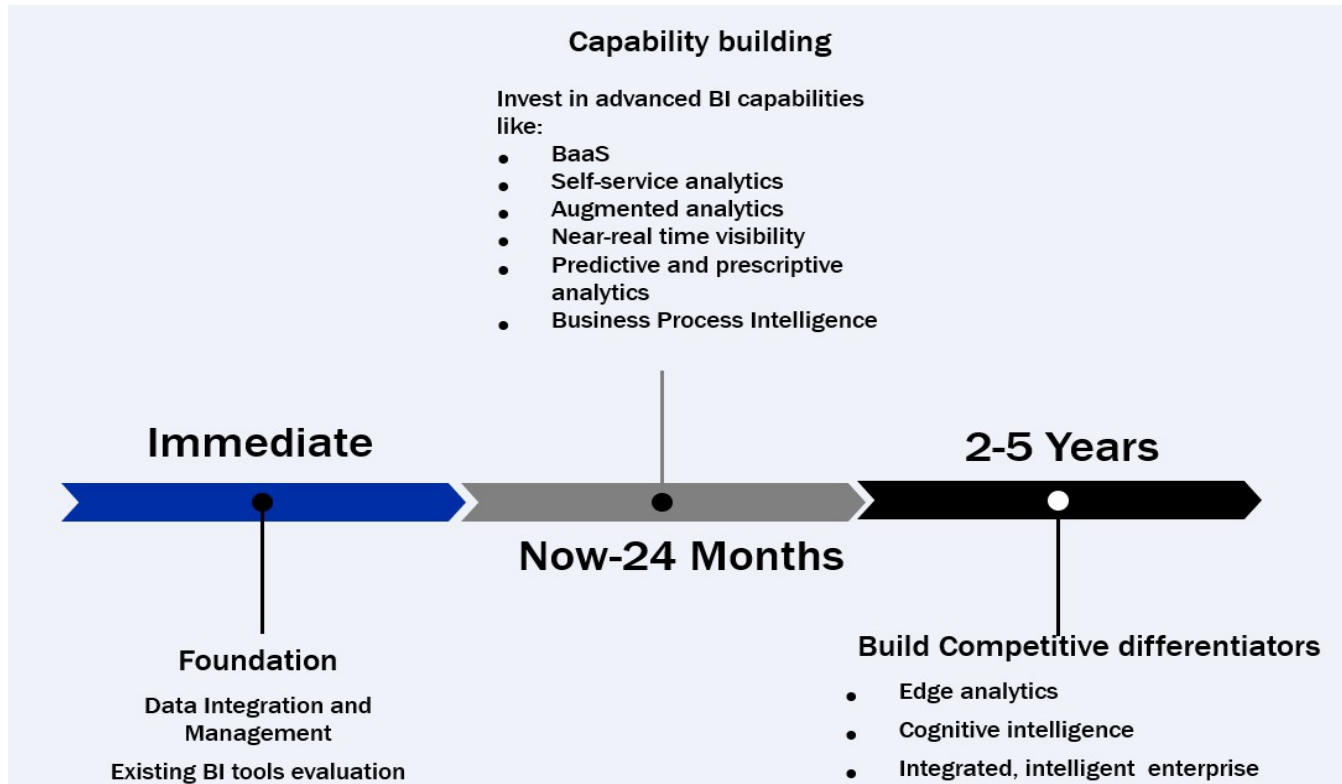 Capability building
Invest in advanced BI capabilities
like:
• BaaS
• Self-service analytics
• Augmented analytics
• Near-real time visibility
• Predictive and prescriptive
analytics
• Business Process Intelligence
Immediate
2-5 Years
Now-24 Months
Foundation
Data Integration and
Management
Existing BI tools evaluation
Build Competitive differentiators
• Edge analytics
• Cognitive intelligence
• Integrated, intelligent enterprise